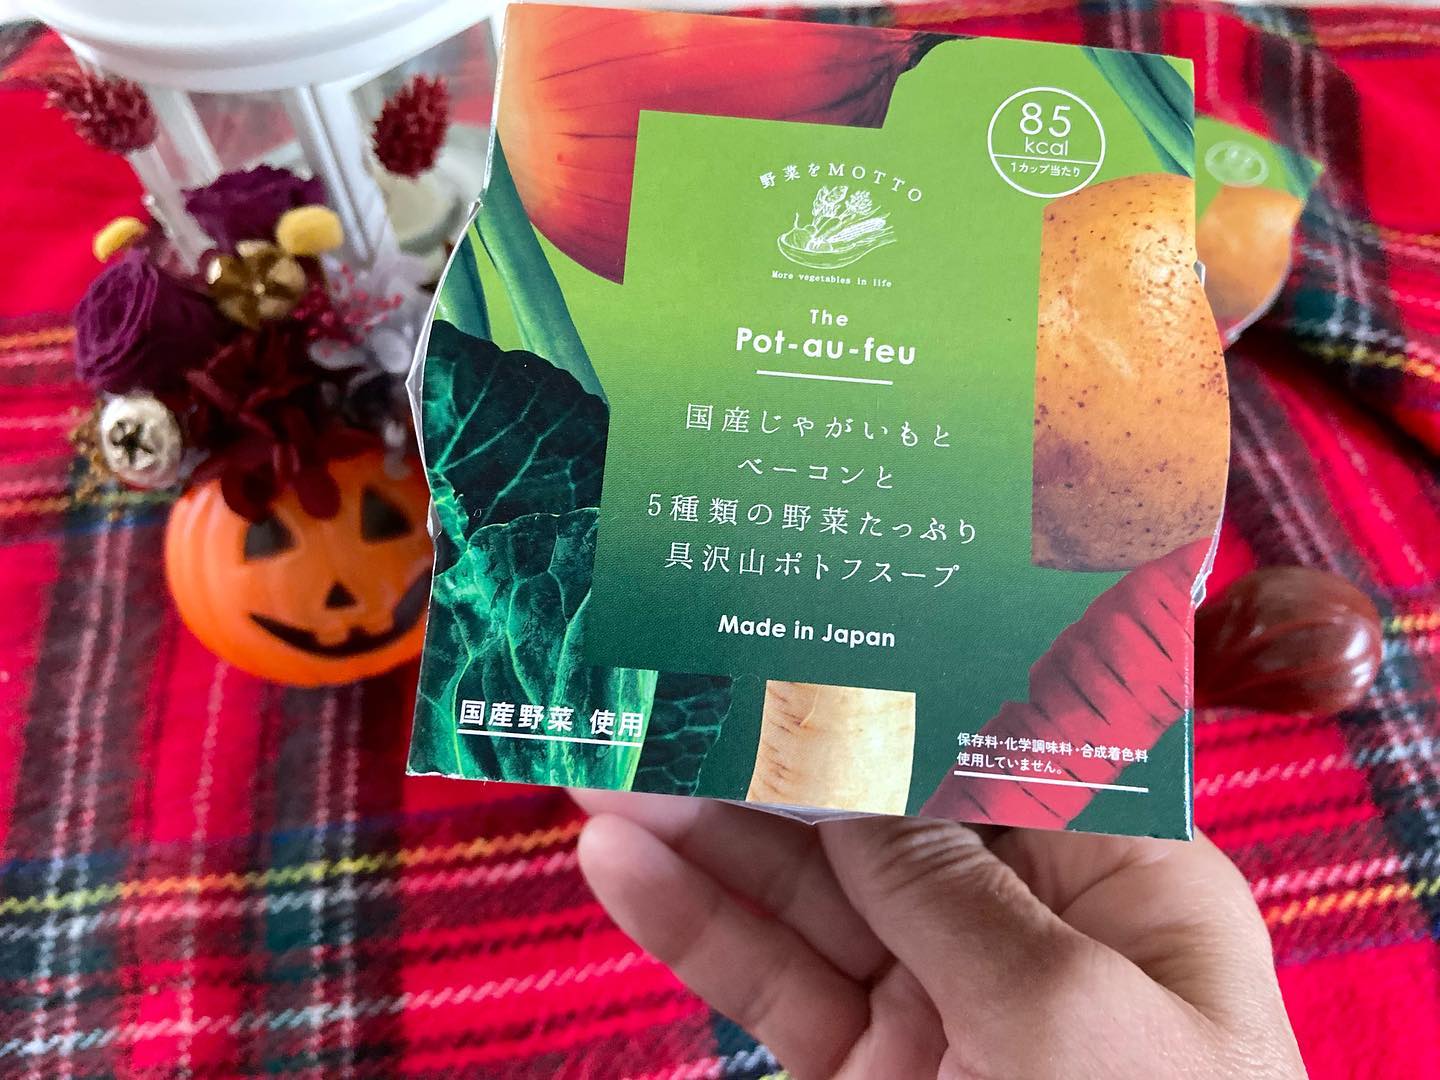 85
kcal
1カップ当たり
野菜をMOTTO
More vegetables in life
The
Pot-au-feu
国産じゃがいもと
ベーコンと
5種類の野菜たっぷり
具沢山ポトフスープ
Made in Japan
国産野菜 使用
保存料・化学調味料・合成着色料
使用していません。